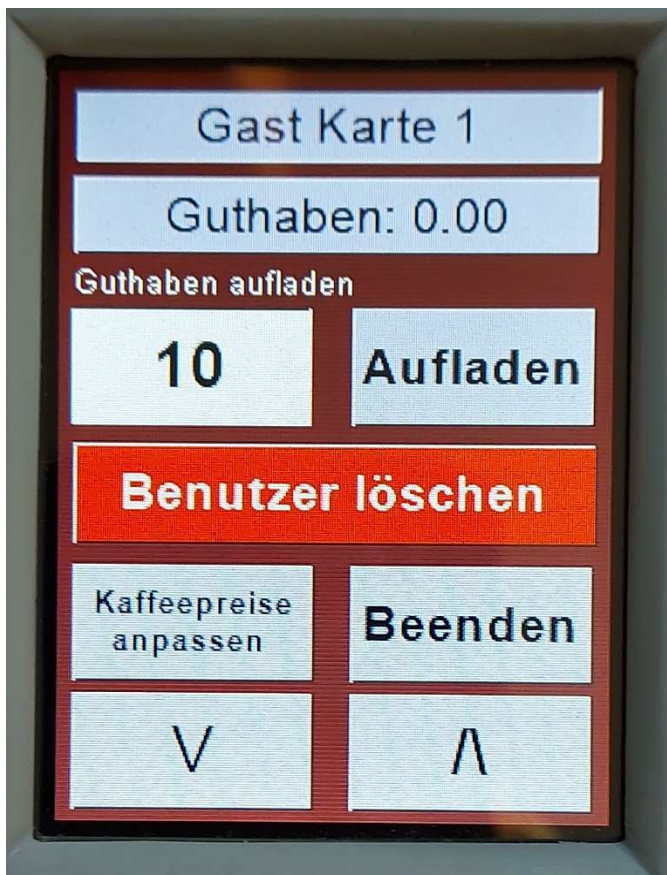 Gast Karte 1
Guthaben: 0.00
Guthaben aufladen
10
Aufladen
Benutzer löschen
Kaffeepreise
anpassen
Beenden
\/
/\